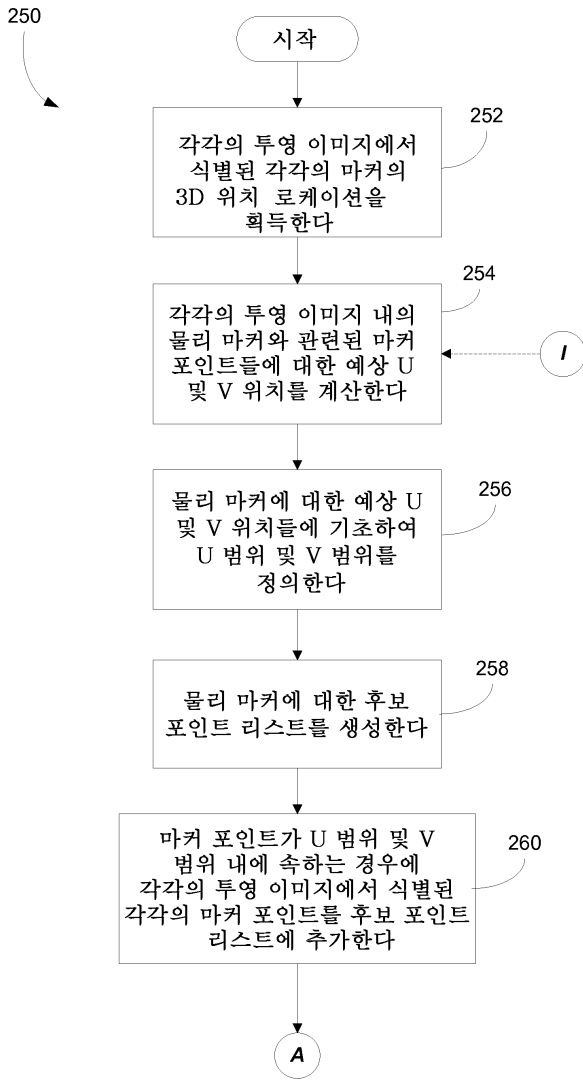 250
시작
252
각각의 투영 이미지에서
식별된 각각의 마커의
3D 위치 로케이션을
획득한다
254
각각의 투영 이미지 내의
물리 마커와 관련된 마커
포인트들에 대한 예상 U
및 V 위치를 계산한다
I
256
물리 마커에 대한 예상 U
및 V 위치들에 기초하여
U 범위 및 V 범위를
정의한다
258
물리 마커에 대한 후보
포인트 리스트를 생성한다
260
마커 포인트가 U 범위 및 V
범위 내에 속하는 경우에
각각의 투영 이미지에서 식별된
각각의 마커 포인트를 후보 포인트
리스트에 추가한다
A